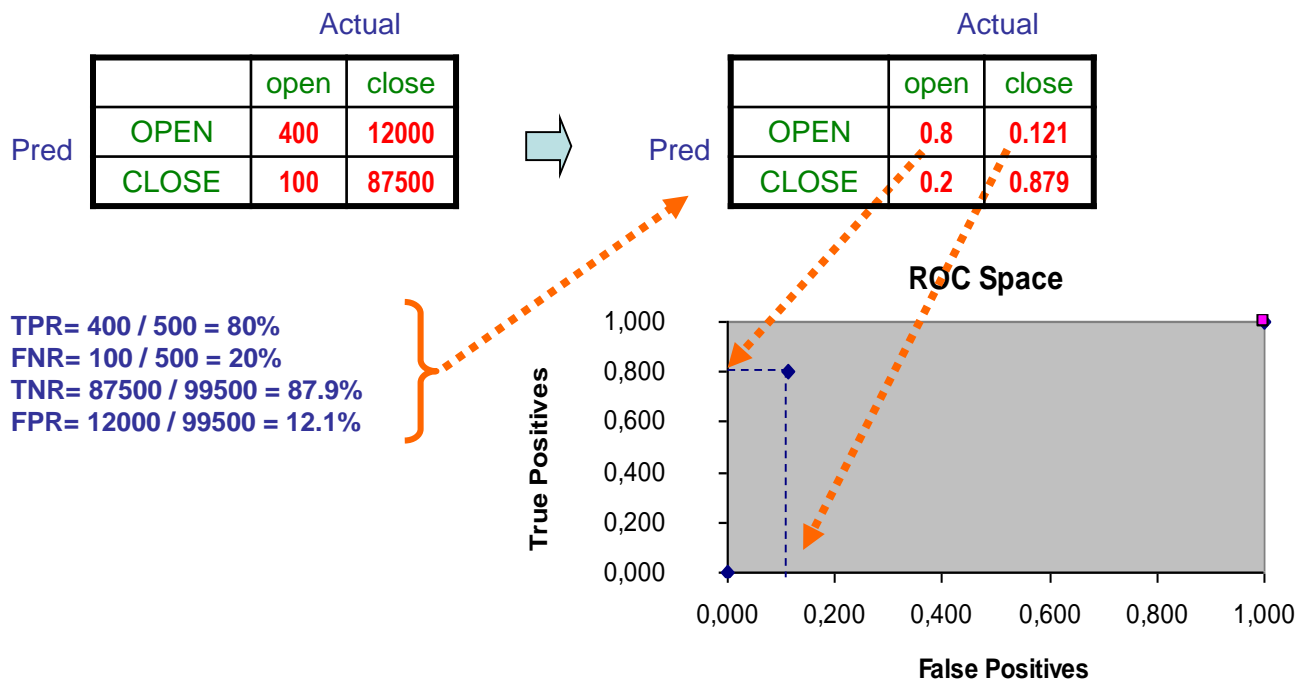 Actual
open close
Pred
OPEN 400 12000
CLOSE 100 87500
Actual
open close
Pred
OPEN 0.8 0.121
CLOSE 0.2 0.879
TPR= 400 / 500 = 80%
FNR= 100 / 500 = 20%
TNR= 87500 / 99500 = 87.9%
FPR= 12000 / 99500 = 12.1%
ROC Space
True Positives
1,000
0,800
0,600
0,400
0,200
0,000
0,000 0,200 0,400 0,600 0,800 1,000
False Positives